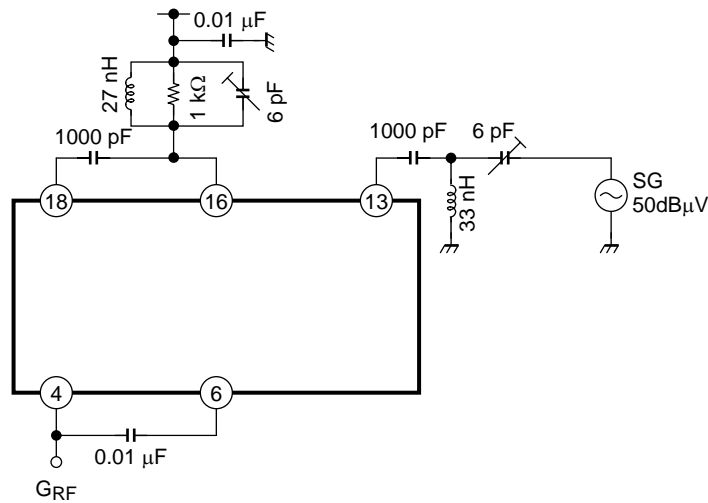 0.01 μF
27 nH
1 kΩ
6 pF
1000 pF
1000 pF
6 pF
33 nH
SG
50dBμV
18
16
13
4
6
0.01 μF
GRF